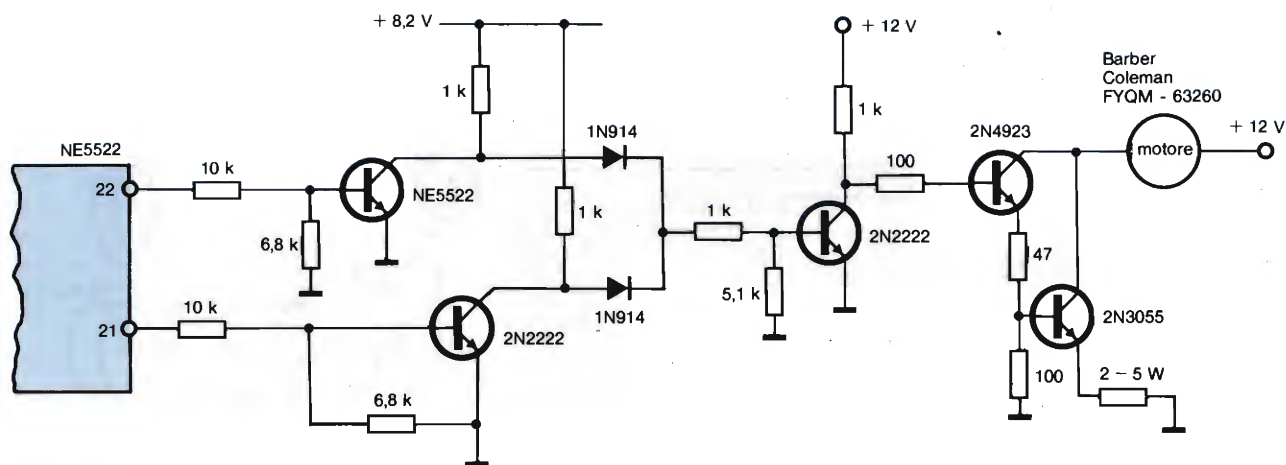 + 8,2 V
+ 12 V
Barber
Coleman
FYQM - 63260
1 k
1 k
1N914
2N4923
+ 12 V
NE5522
motore
10 k
100
22
NE5522
1 k
1 k
6,8 k
2N2222
47
10 k
5,1 k
1N914
2N3055
21
2N2222
2 – 5 W
100
6,8 k